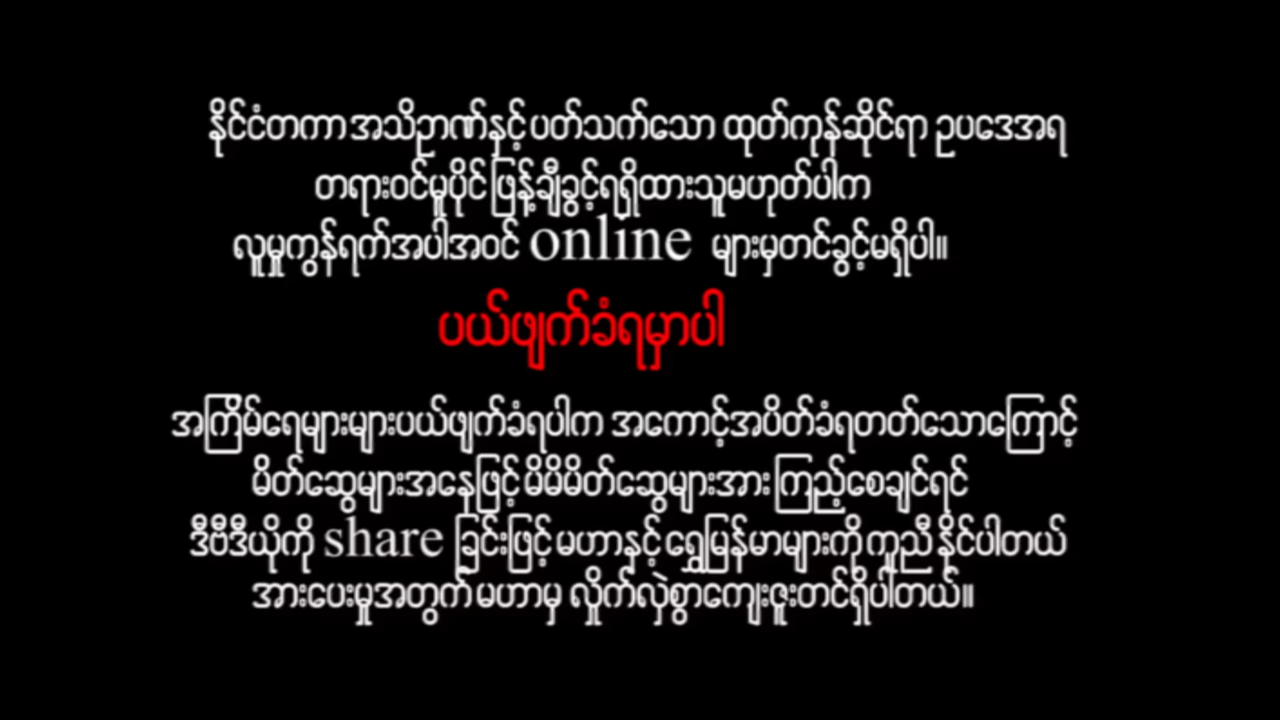 နိုင်ငံတကာ အသိဉာဏ်နှင့် ပတ်သက်သော ထုတ်ကုန်ဆိုင်ရာ ဥပဒေအရ
တရားဝင်မူပိုင် ဖြန့်ချီခွင့်ရရှိထားသူမဟုတ်ပါက
လူမှုကွန်ရက်အပါအဝင် online များမှတင်ခွင့်မရှိပါ။
ပယ်ဖျက်ခံရမှာပါ
အကြိမ်ရေများများပယ်ဖျက်ခံရပါက အကောင့်အပိတ်ခံရတတ်သောကြောင့်
မိတ်ဆွေများအနေဖြင့် မိမိမိတ်ဆွေများအား ကြည့်စေချင်ရင်
ဒီဗီဒီယိုကို share ခြင်းဖြင့် မဟာနှင့် ရွှေမြန်မာများကို ကူညီ နိုင်ပါတယ်
အားပေးမှုအတွက် မဟာမှ လှိုက်လှဲစွာကျေးဇူးတင်ရှိပါတယ်။